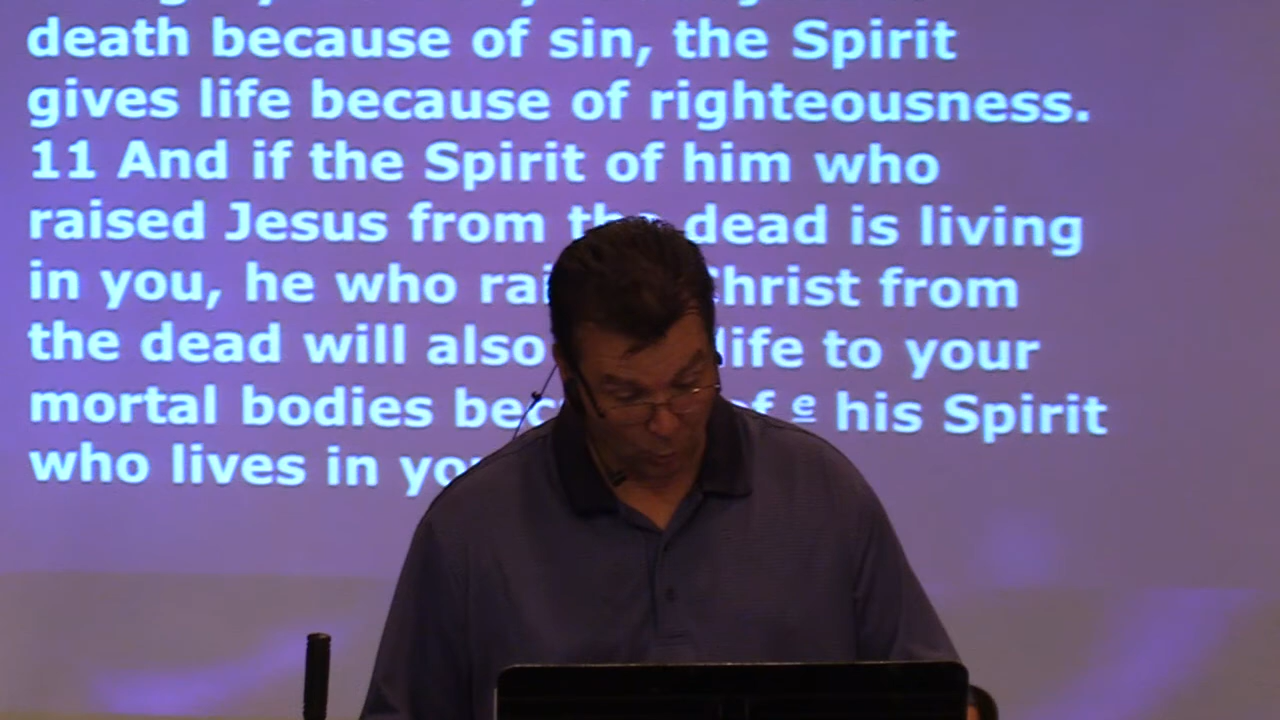 death because of sin, the Spirit
gives life because of righteousness.
11 And if the Spirit of him who
raised Jesus from the dead is living
in you, he who Christ from
the dead will also life to your
mortal bodies of e his Spirit
who lives in